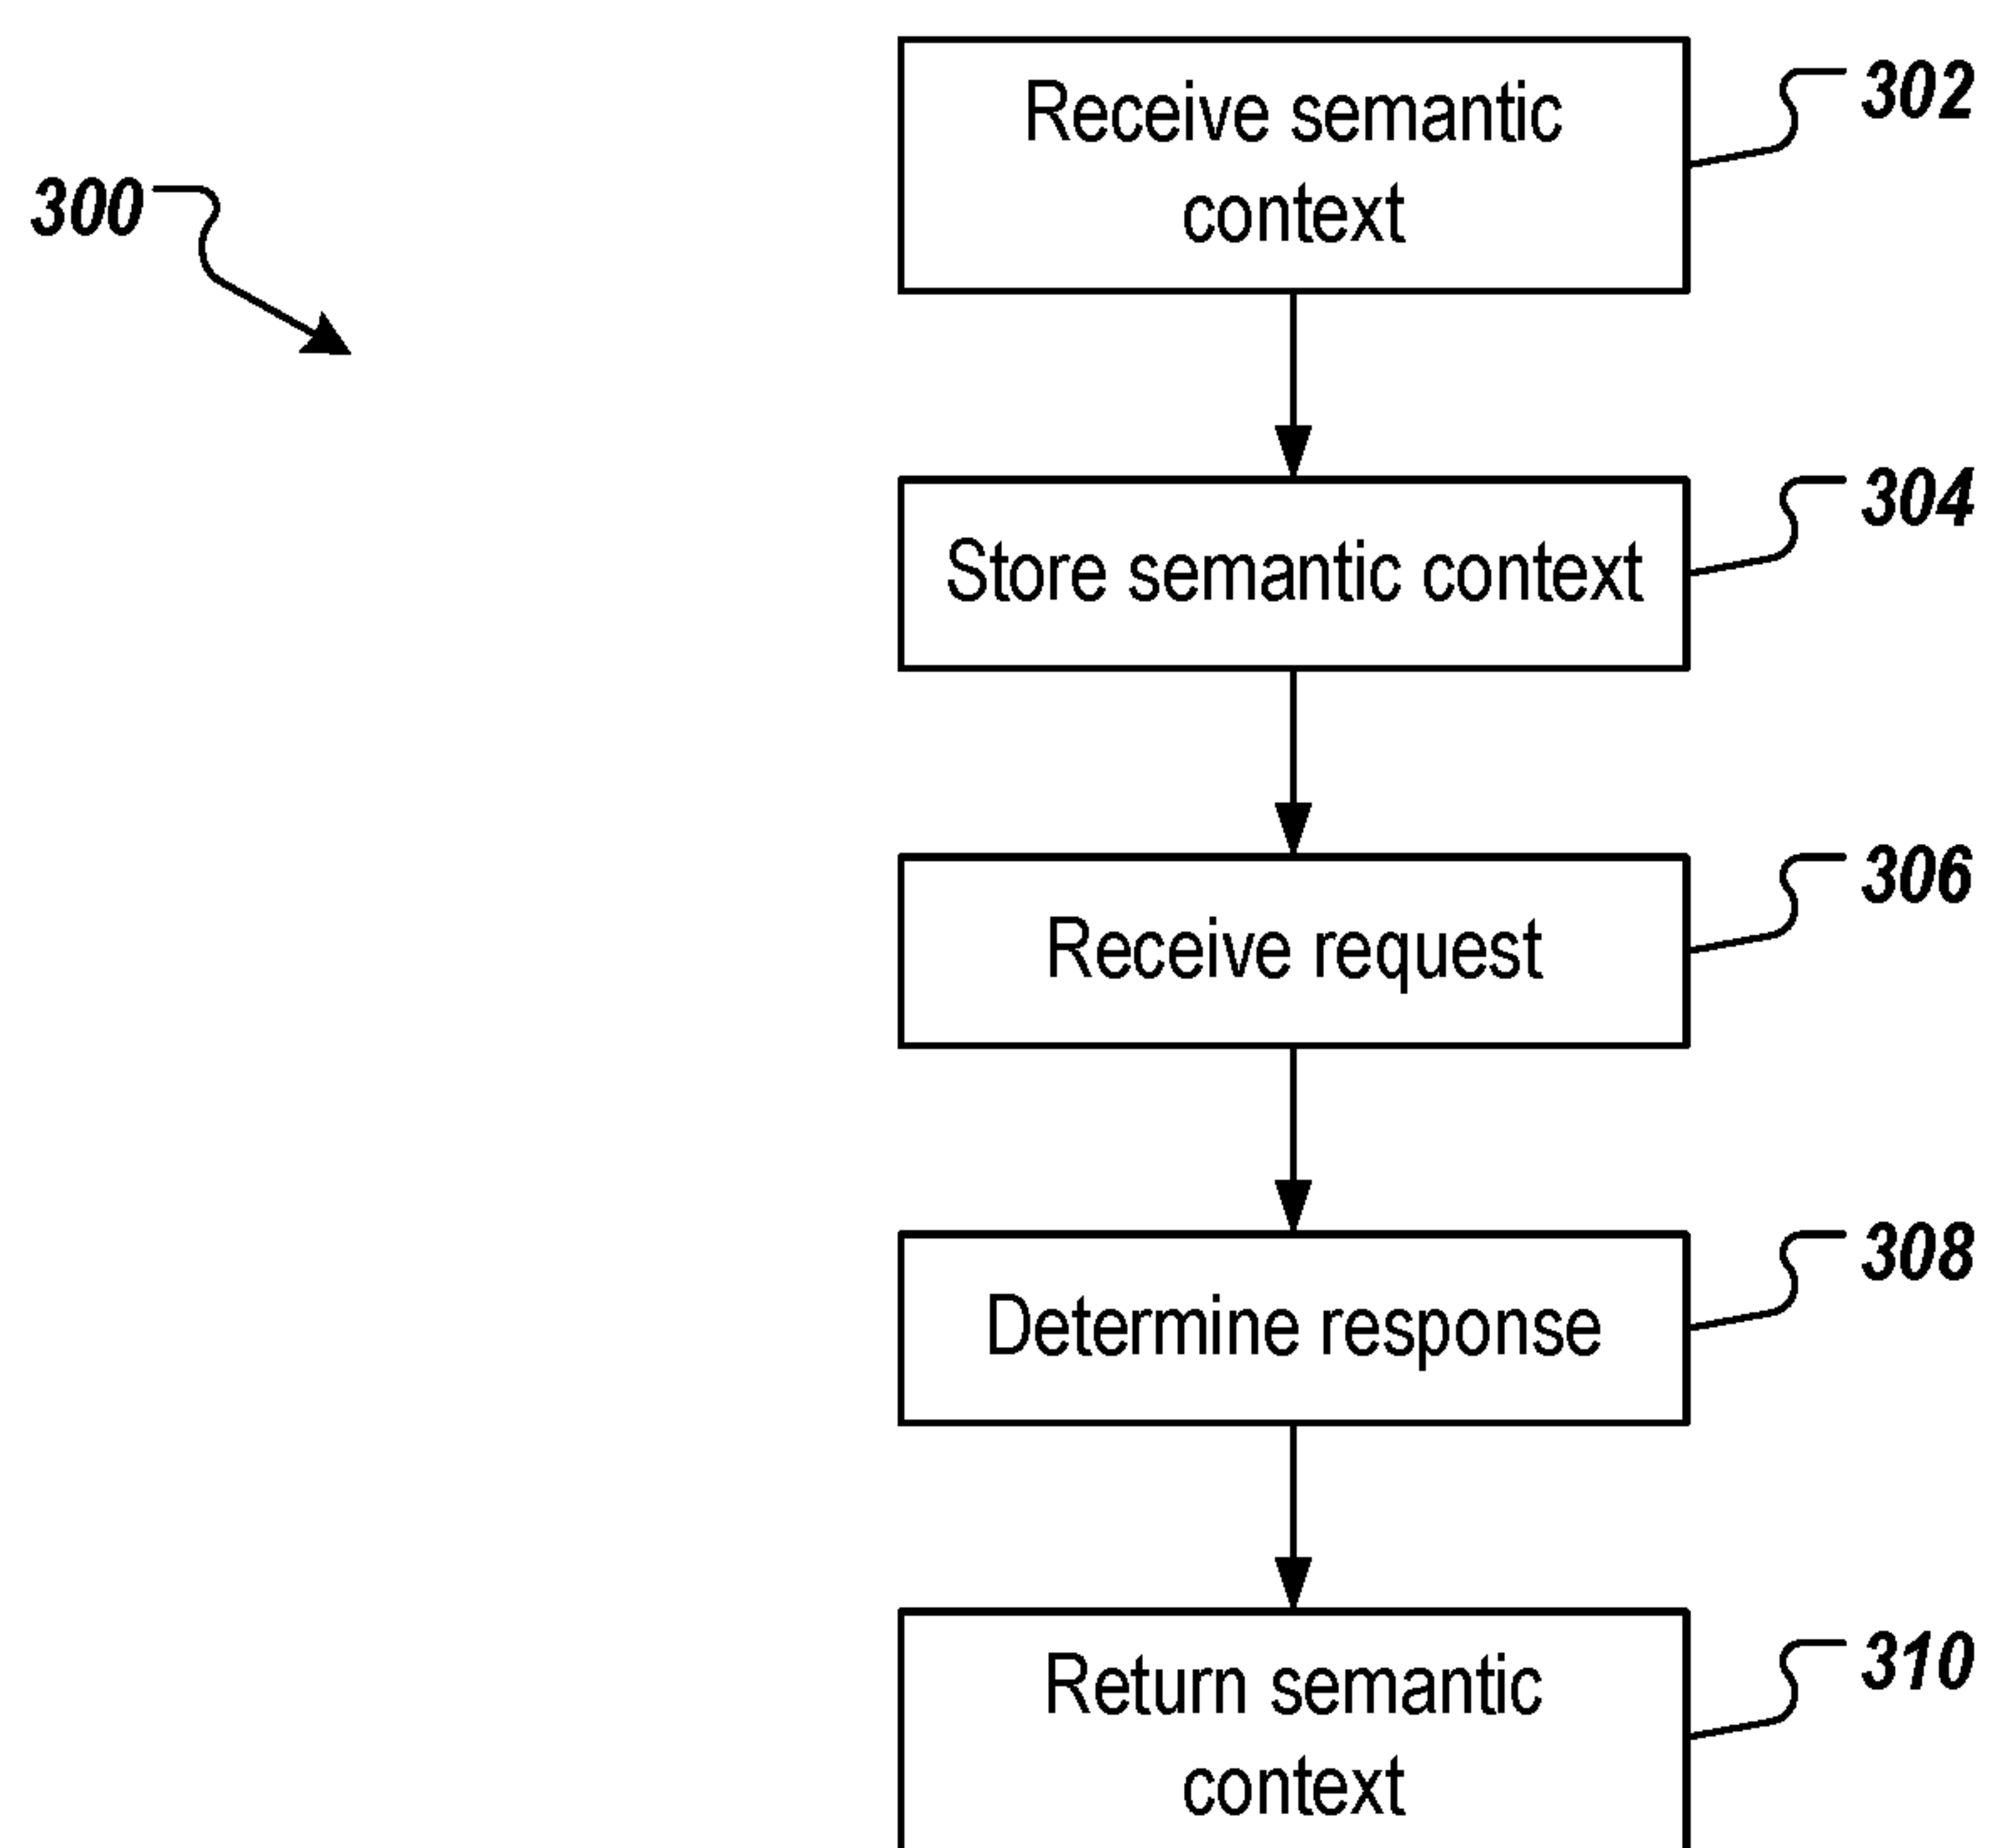 Receive semantic
context
302
300
Store semantic context
304
Receive request
306
Determine response
308
Return semantic
context
310